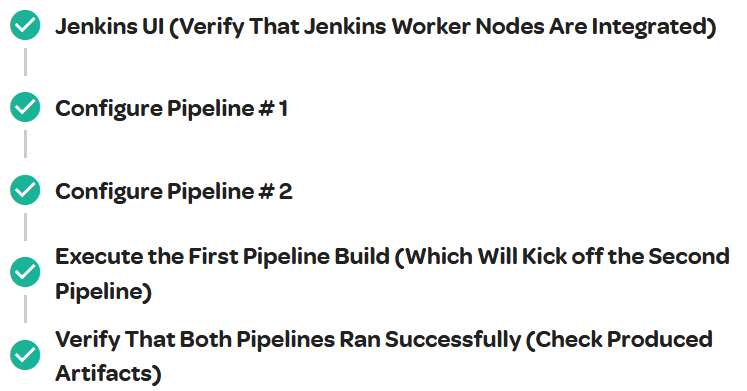 Jenkins UI (Verify That Jenkins Worker Nodes Are Integrated)
Configure Pipeline # 1
Configure Pipeline # 2
Execute the First Pipeline Build (Which Will Kick off the Second
Pipeline)
Verify That Both Pipelines Ran Successfully (Check Produced
Artifacts)